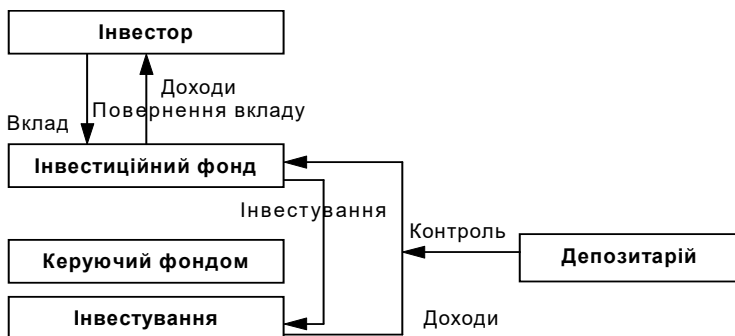 Інвестор
Доходи
Повернення вкладу
Вклад
Інвестиційний фонд
Інвестування
Контроль
Керуючий фондом
Депозитарій
Інвестування
Доходи